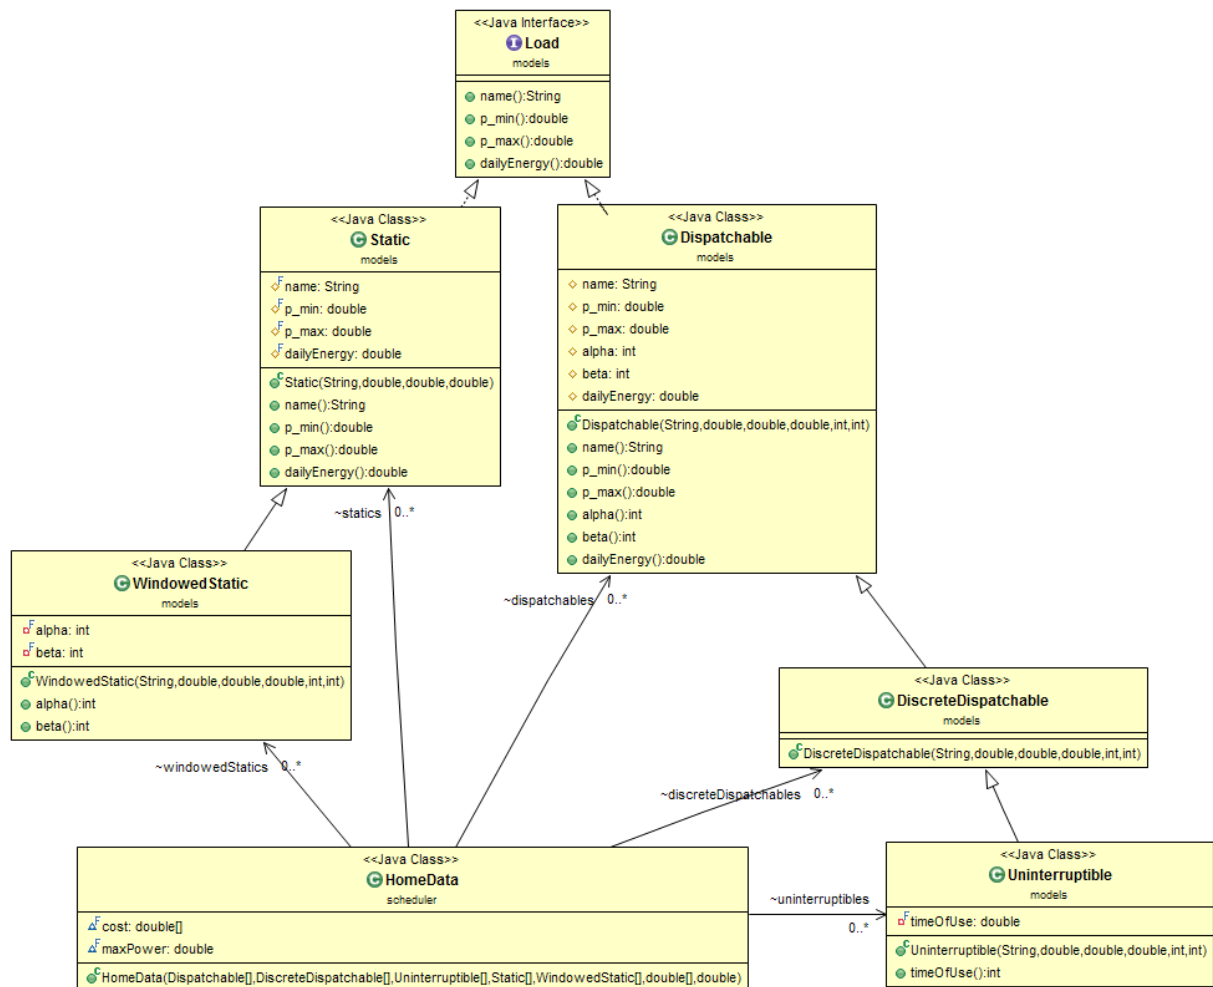 <<Java Interface>>
Load
models
name():String
p_min():double
p_max():double
dailyEnergy():double
<<Java Class>>
Static
models
name: String
p_min: double
p_max: double
dailyEnergy: double
Static(String,double,double,double)
name():String
p_min():double
p_max():double
dailyEnergy():double
<<Java Class>>
Dispatchable
models
name: String
p_min: double
p_max: double
alpha: int
beta: int
dailyEnergy: double
Dispatchable(String,double,double,double,int,int)
name():String
p_min():double
p_max():double
alpha():int
beta():int
dailyEnergy():double
~statics 0..*
<<Java Class>>
WindowedStatic
models
alpha: int
beta: int
WindowedStatic(String,double,double,double,int,int)
alpha():int
beta():int
~dispatchables 0..*
<<Java Class>>
DiscreteDispatchable
models
DiscreteDispatchable(String,double,double,double,int,int)
~windowedStatics 0..*
~discreteDispatchables 0..*
<<Java Class>>
HomeData
scheduler
cost: double[]
maxPower: double
HomeData(Dispatchable[],DiscreteDispatchable[],Uninterruptible[],Static[],WindowedStatic[],double[],double)
~uninterruptibles
0..*
<<Java Class>>
Uninterruptible
models
timeOfUse: double
Uninterruptible(String,double,double,double,int,int)
timeOfUse():int